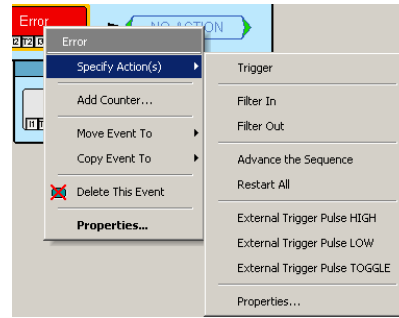 Error
NO ACTION
Error
Specify Action(s)
Add Counter...
Move Event To
Copy Event To
Delete This Event
Properties...
Trigger
Filter In
Filter Out
Advance the Sequence
Restart All
External Trigger Pulse HIGH
External Trigger Pulse LOW
External Trigger Pulse TOGGLE
Properties...